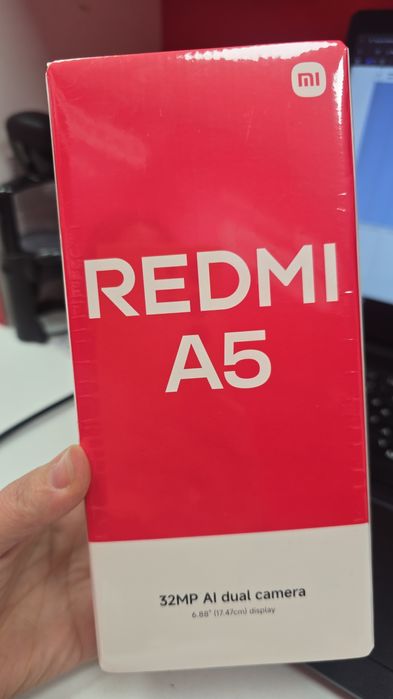 mi
REDMI
A5
32MP AI dual camera
6.88" (17.47cm) display